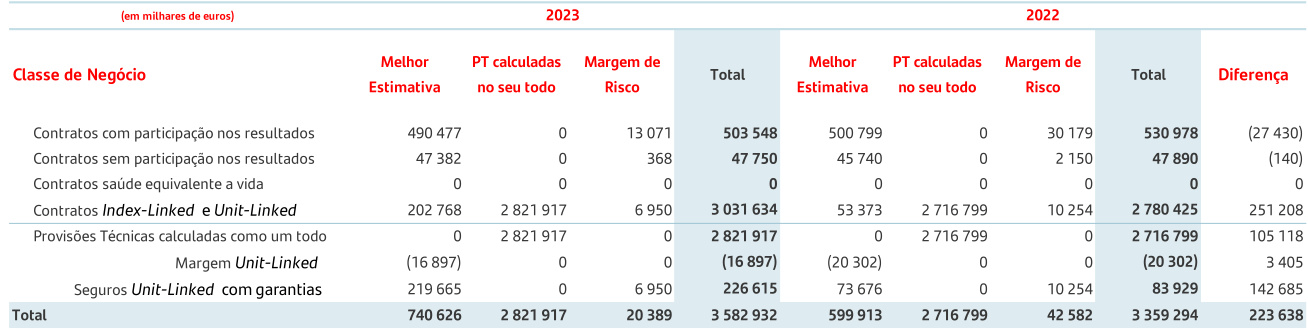 (em milhares de euros) 2023 2022
Classe de Negócio Melhor Estimativa PT calculadas no seu todo Margem de Risco Total Melhor Estimativa PT calculadas no seu todo Margem de Risco Total Diferença
Contratos com participação nos resultados 490 477 0 13 071 503 548 500 799 0 30 179 530 978 (27 430)
Contratos sem participação nos resultados 47 382 0 368 47 750 45 740 0 2 150 47 890 (140)
Contratos saúde equivalente a vida 0 0 0 0 0 0 0 0 0
Contratos Index-Linked e Unit-Linked 202 768 2 821 917 6 950 3 031 634 53 373 2 716 799 10 254 2 780 425 251 208
Provisões Técnicas calculadas como um todo 0 2 821 917 0 2 821 917 0 2 716 799 0 2 716 799 105 118
Margem Unit-Linked (16 897) 0 0 (16 897) (20 302) 0 0 (20 302) 3 405
Seguros Unit-Linked com garantias 219 665 0 6 950 226 615 73 676 0 10 254 83 929 142 685
Total 740 626 2 821 917 20 389 3 582 932 599 913 2 716 799 42 582 3 359 294 223 638